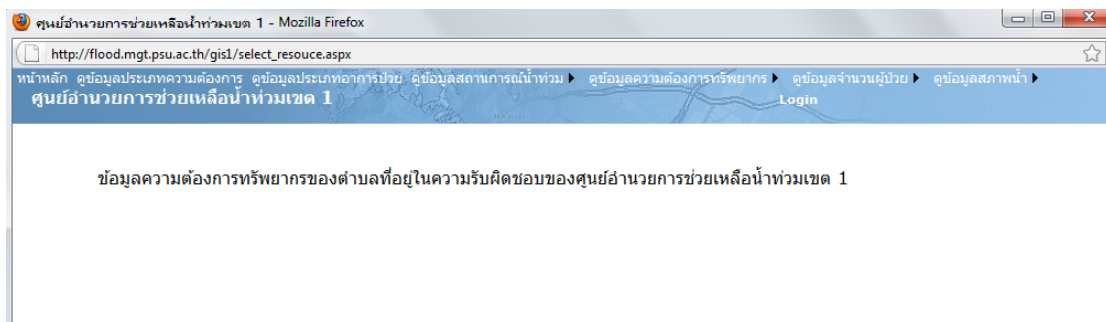 ศูนย์อำนวยการช่วยเหลือน้ำท่วมเขต 1 - Mozilla Firefox
http://flood.mgt.psu.ac.th/gis1/select_resouce.aspx
หน้าหลัก ดูข้อมูลประเภทความต้องการ ดูข้อมูลประเภทอาการป่วย ดูข้อมูลสถานการณ์น้ำท่วม ดูข้อมูลความต้องการทรัพยากร ดูข้อมูลจำนวนผู้ป่วย ดูข้อมูลสภาพน้ำ
ศูนย์อำนวยการช่วยเหลือน้ำท่วมเขต 1 Login
ข้อมูลความต้องการทรัพยากรของตำบลที่อยู่ในความรับผิดชอบของศูนย์อำนวยการช่วยเหลือน้ำท่วมเขต 1